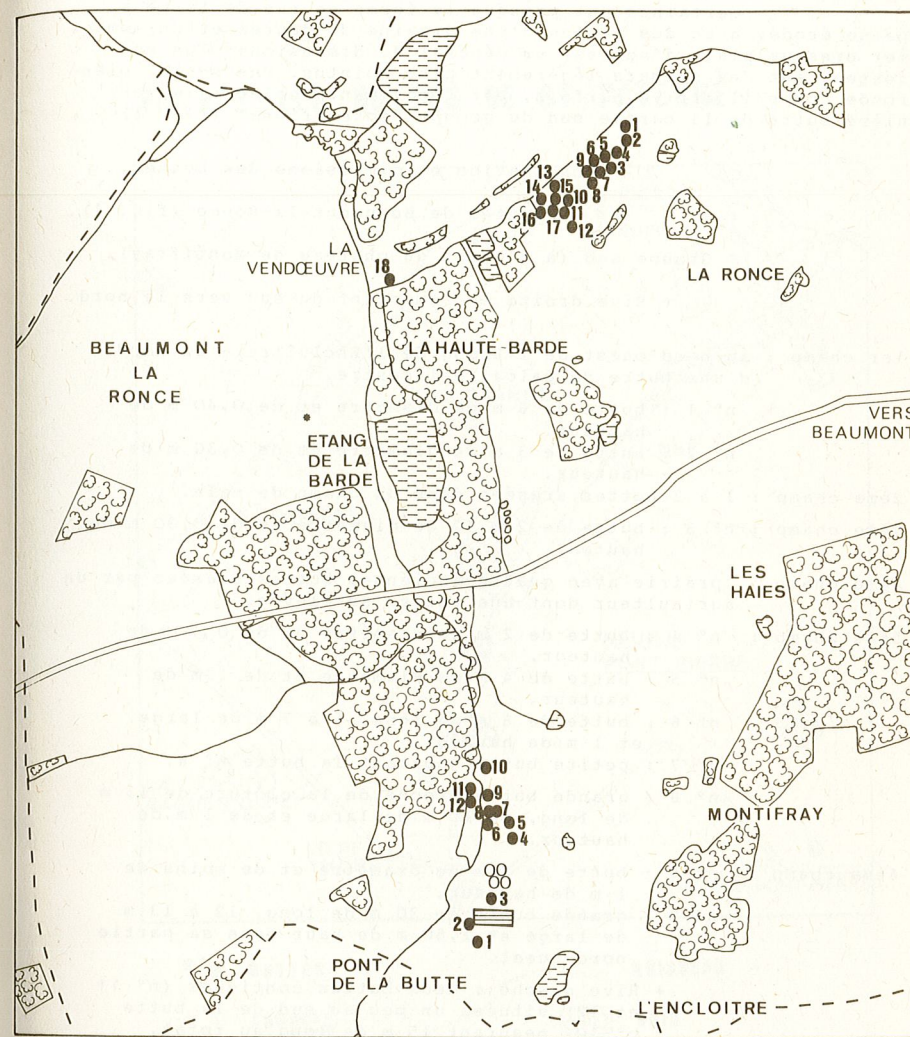 1
2
6 5 4
9
3
7
13
15
14
8
10
16
17
11
12
LA
VENDŒUVRE
18
LA RONCE
BEAUMONT
LA
RONCE
LA HAUTE-BARDE
VERS
BEAUMONT
ETANG
DE LA
BARDE
LES
HAIES
10
11
9
12
8
7
5
6
4
MONTIFRAY
3
2
1
PONT
DE LA BUTTE
L'ENCLOITRE